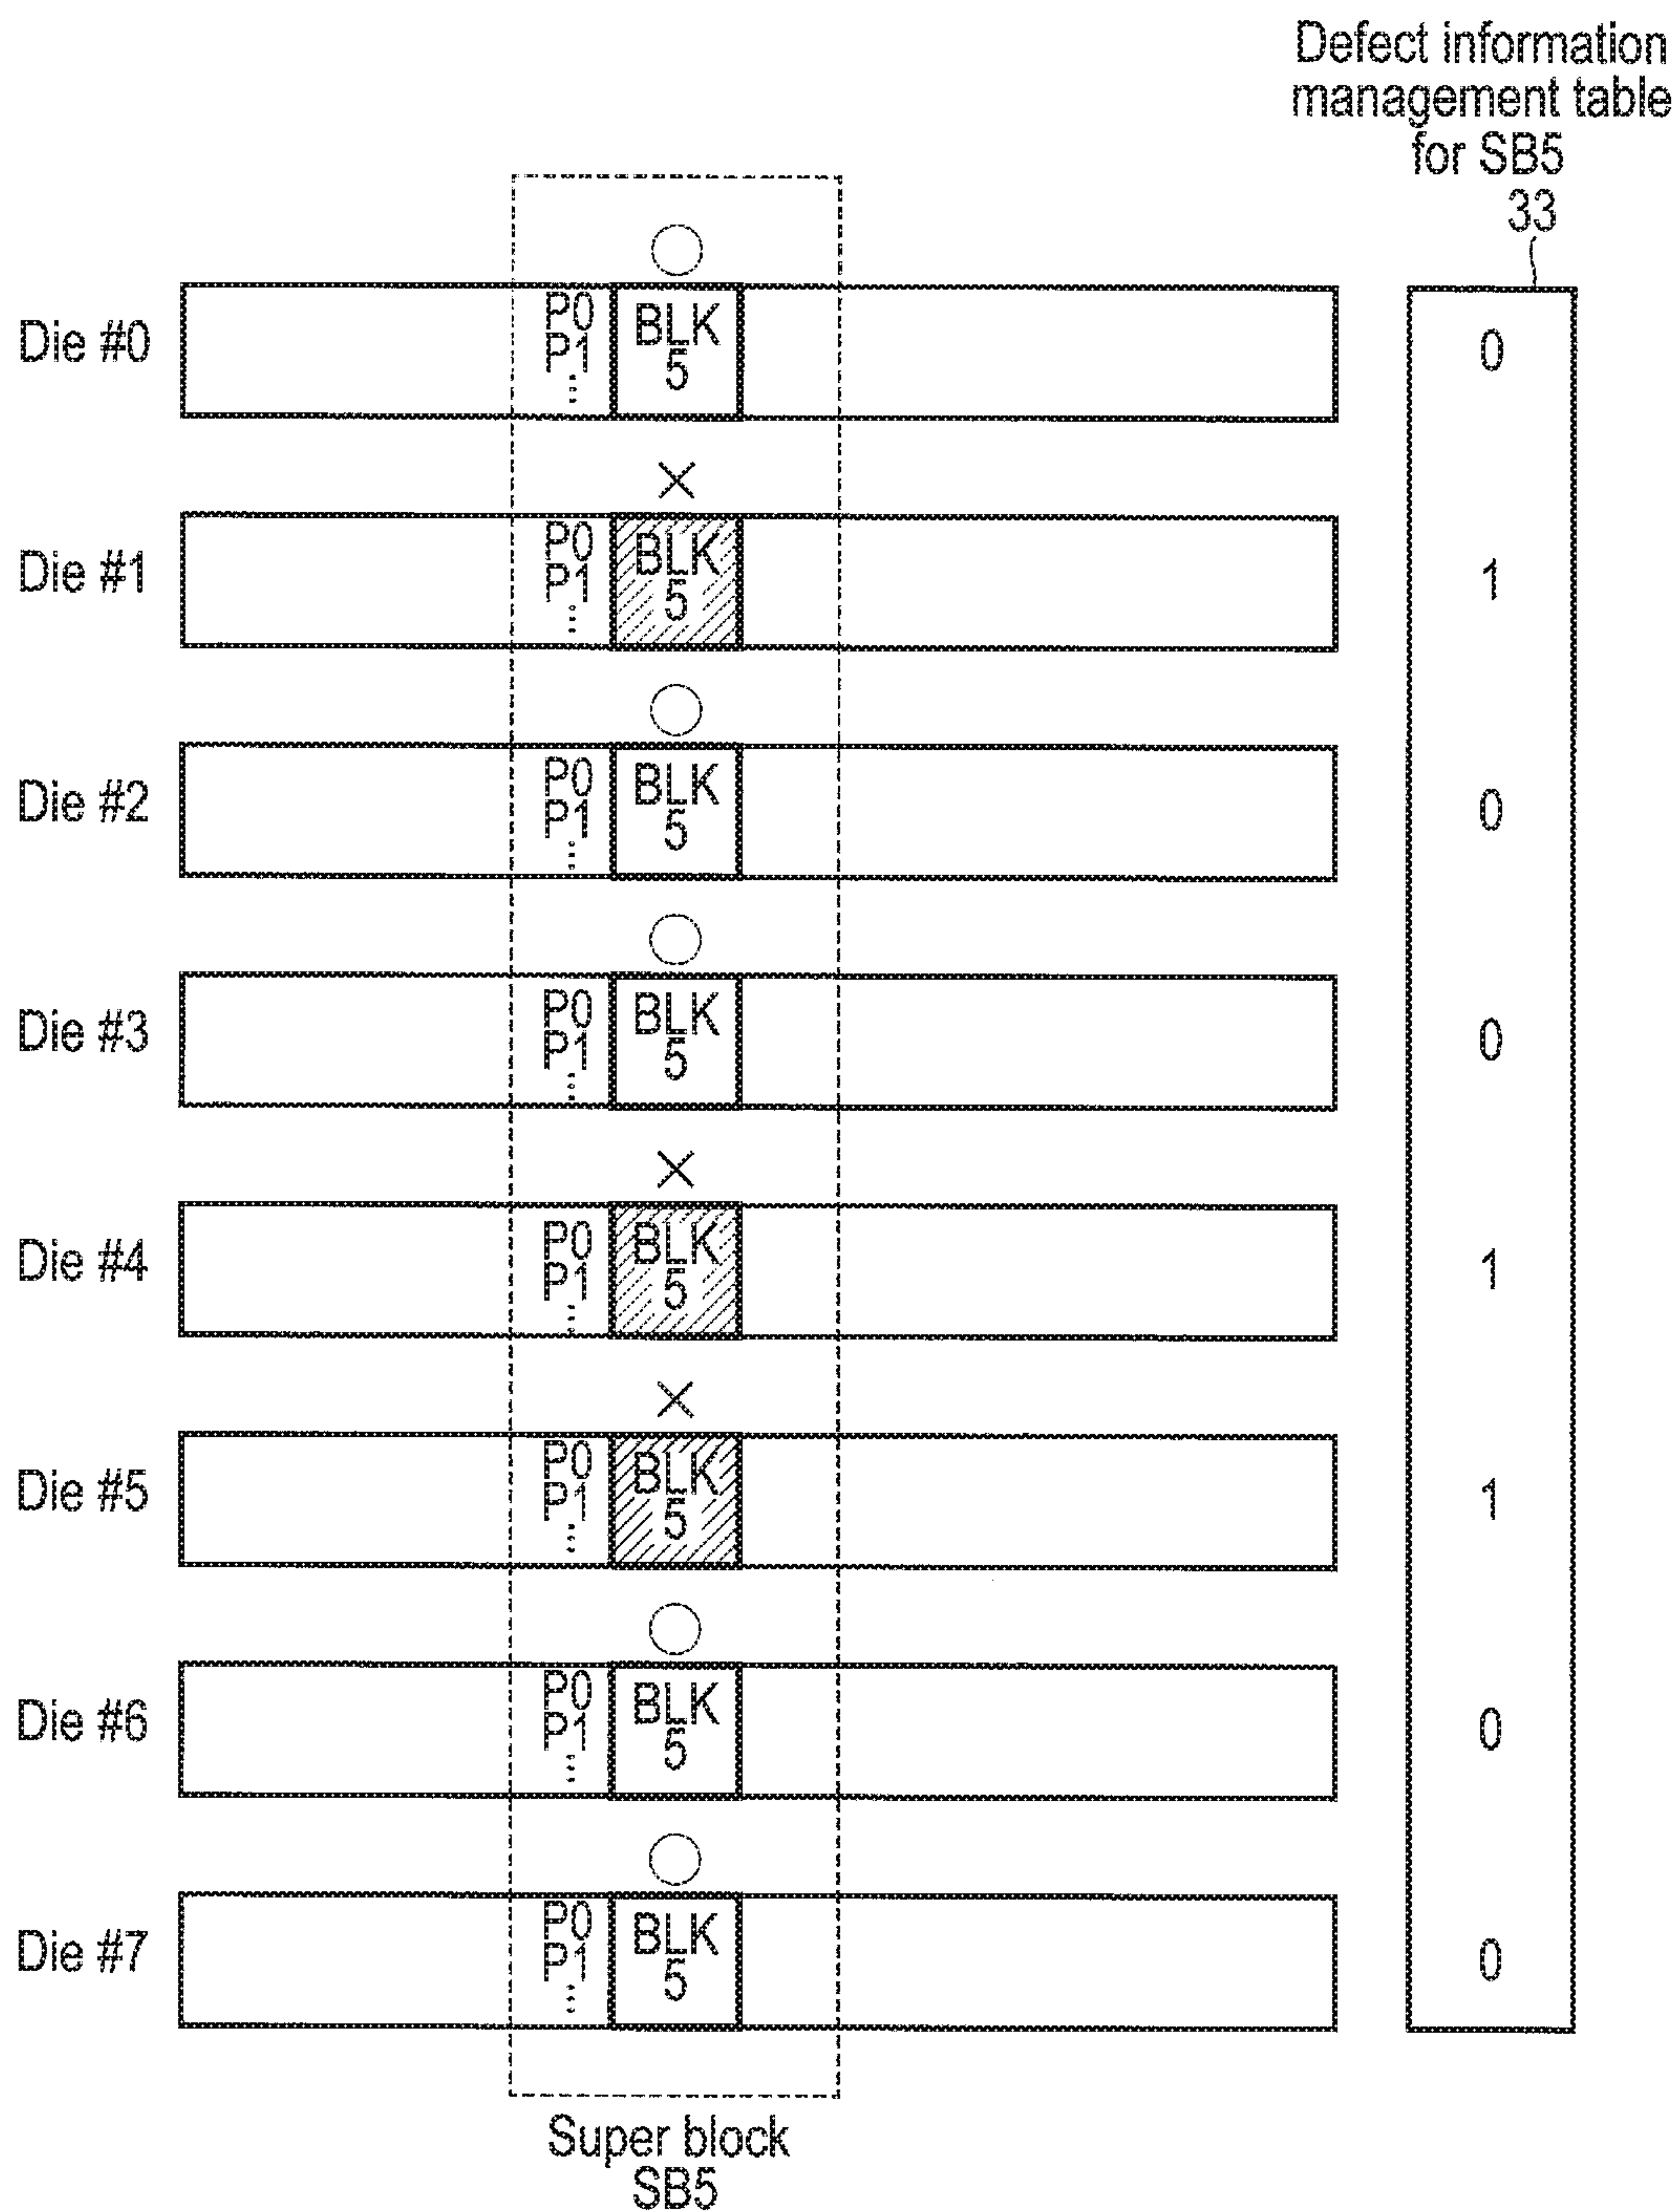 Defect information
management table
for SB5
33
Die #0
P0
P1
...
BLK
5
0
Die #1
P0
P1
...
BLK
5
1
Die #2
P0
P1
...
BLK
5
0
Die #3
P0
P1
...
BLK
5
0
Die #4
P0
P1
...
BLK
5
1
Die #5
P0
P1
...
BLK
5
1
Die #6
P0
P1
...
BLK
5
0
Die #7
P0
P1
...
BLK
5
0
Super block
SB5